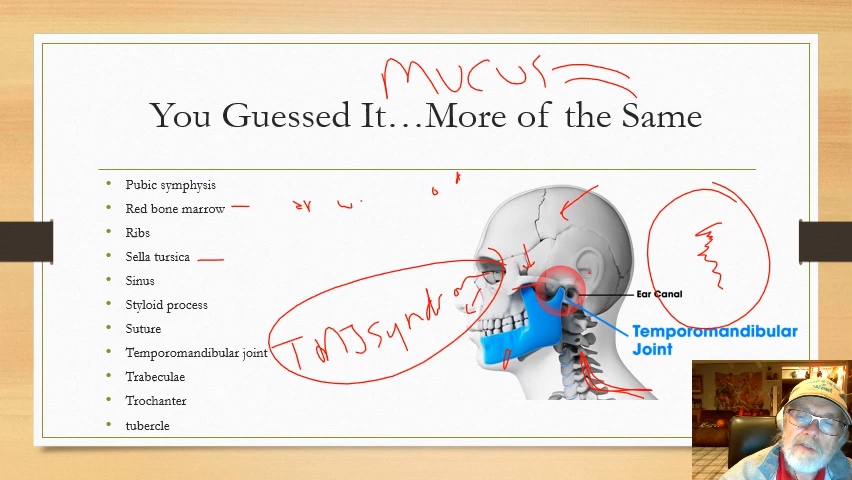 MUCUS
You Guessed It…More of the Same
Pubic symphysis
Red bone marrow
Ribs
Sella tursica
Sinus
Styloid process
Suture
Temporomandibular joint
Trabeculae
Trochanter
tubercle
TMJ syndrom
Ear Canal
Temporomandibular
Joint